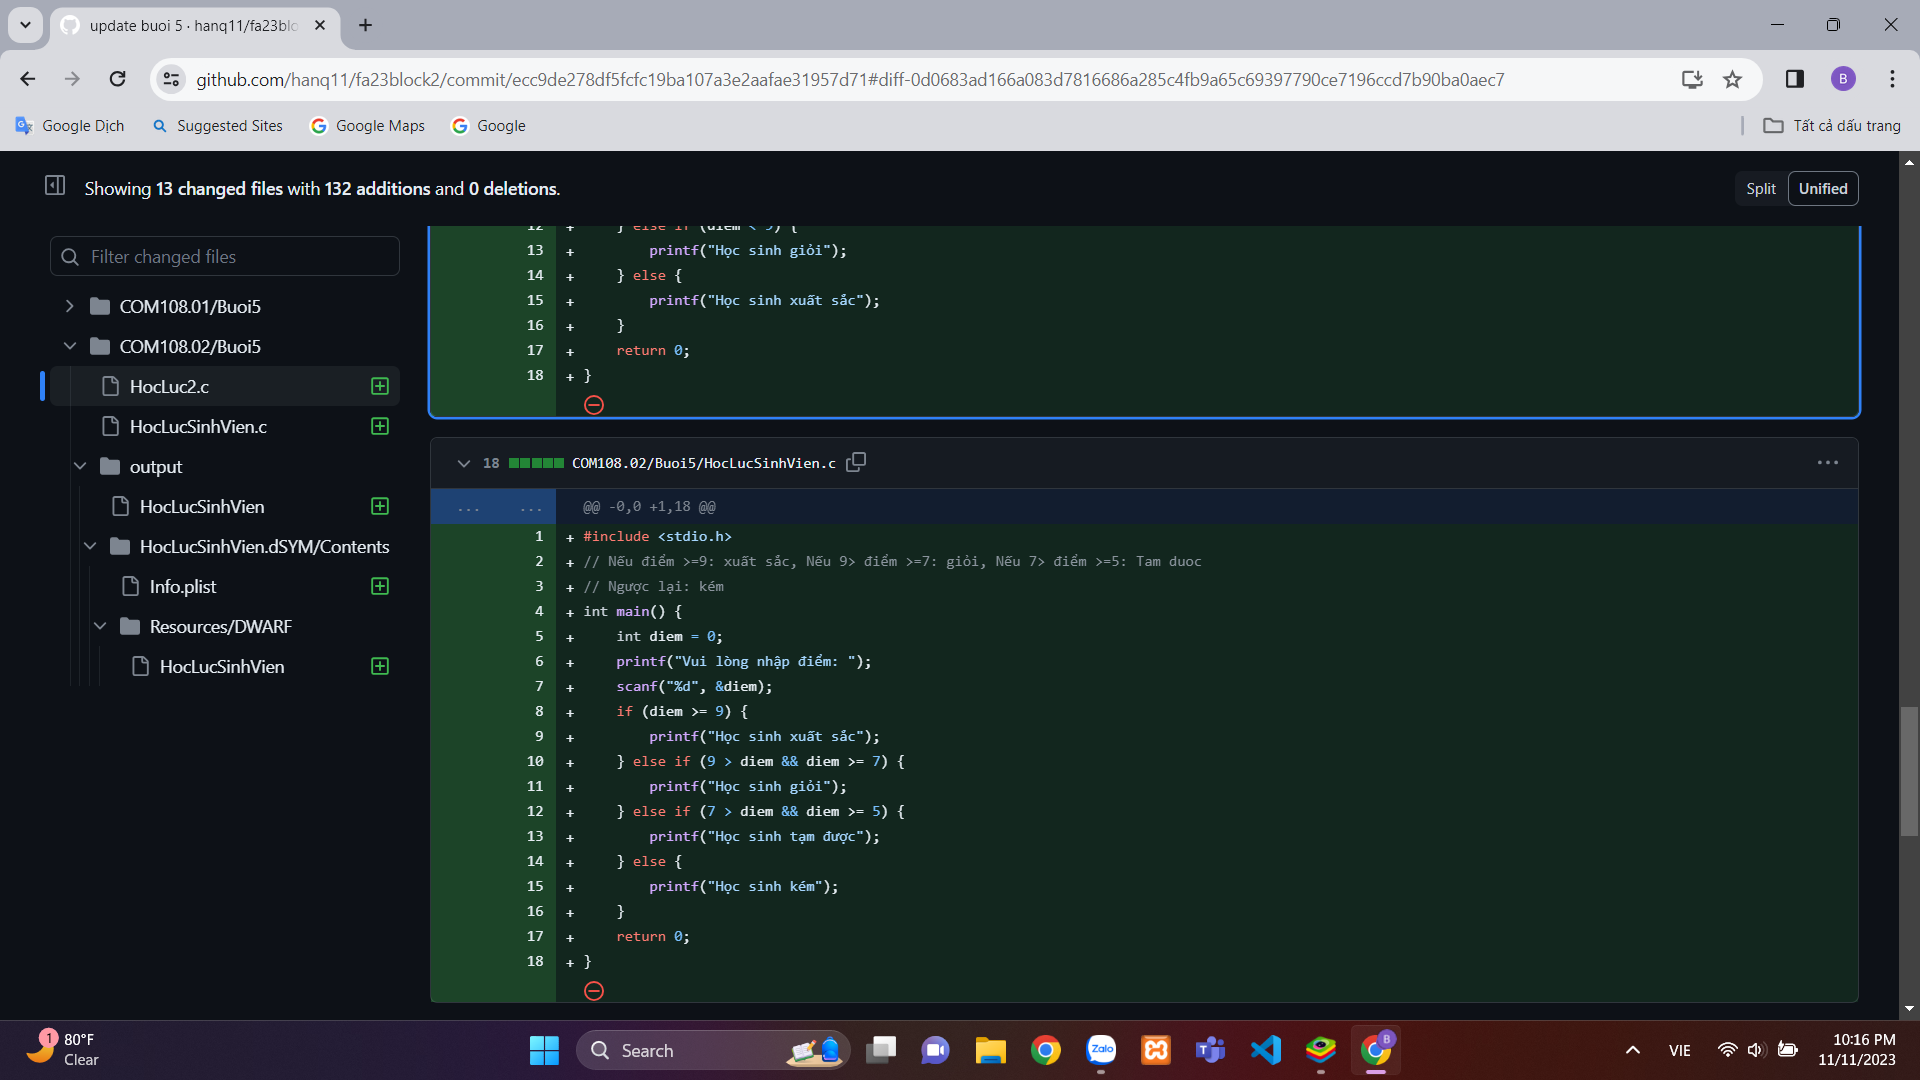 update buoi 5 · hanq11/fa23blo
github.com/hanq11/fa23block2/commit/ecc9de278df5fcfc19ba107a3e2aafae31957d71#diff-0d0683ad166a083d7816686a285c4fb9a65c69397790ce7196ccd7b90ba0aec7
B
Google Dịch
Suggested Sites
Google Maps
Google
Tất cả dấu trang
Showing 13 changed files with 132 additions and 0 deletions.
Split
Unified
Filter changed files
COM108.01/Buoi5
COM108.02/Buoi5
HocLuc2.c
HocLucSinhVien.c
output
HocLucSinhVien
HocLucSinhVien.dSYM/Contents
Info.plist
Resources/DWARF
HocLucSinhVien
12 + } else if (diem < 9) {
13 + printf("Học sinh giỏi");
14 + } else {
15 + printf("Học sinh xuất sắc");
16 + }
17 + return 0;
18 + }
18 COM108.02/Buoi5/HocLucSinhVien.c ...
... ... @@ -0,0 +1,18 @@
1 + #include <stdio.h>
2 + // Nếu điểm >=9: xuất sắc, Nếu 9> điểm >=7: giỏi, Nếu 7> điểm >=5: Tam duoc
3 + // Ngược lại: kém
4 + int main() {
5 + int diem = 0;
6 + printf("Vui lòng nhập điểm: ");
7 + scanf("%d", &diem);
8 + if (diem >= 9) {
9 + printf("Học sinh xuất sắc");
10 + } else if (9 > diem && diem >= 7) {
11 + printf("Học sinh giỏi");
12 + } else if (7 > diem && diem >= 5) {
13 + printf("Học sinh tạm được");
14 + } else {
15 + printf("Học sinh kém");
16 + }
17 + return 0;
18 + }
1
80°F
Clear
Search
Zalo
B
VIE
10:16 PM
11/11/2023